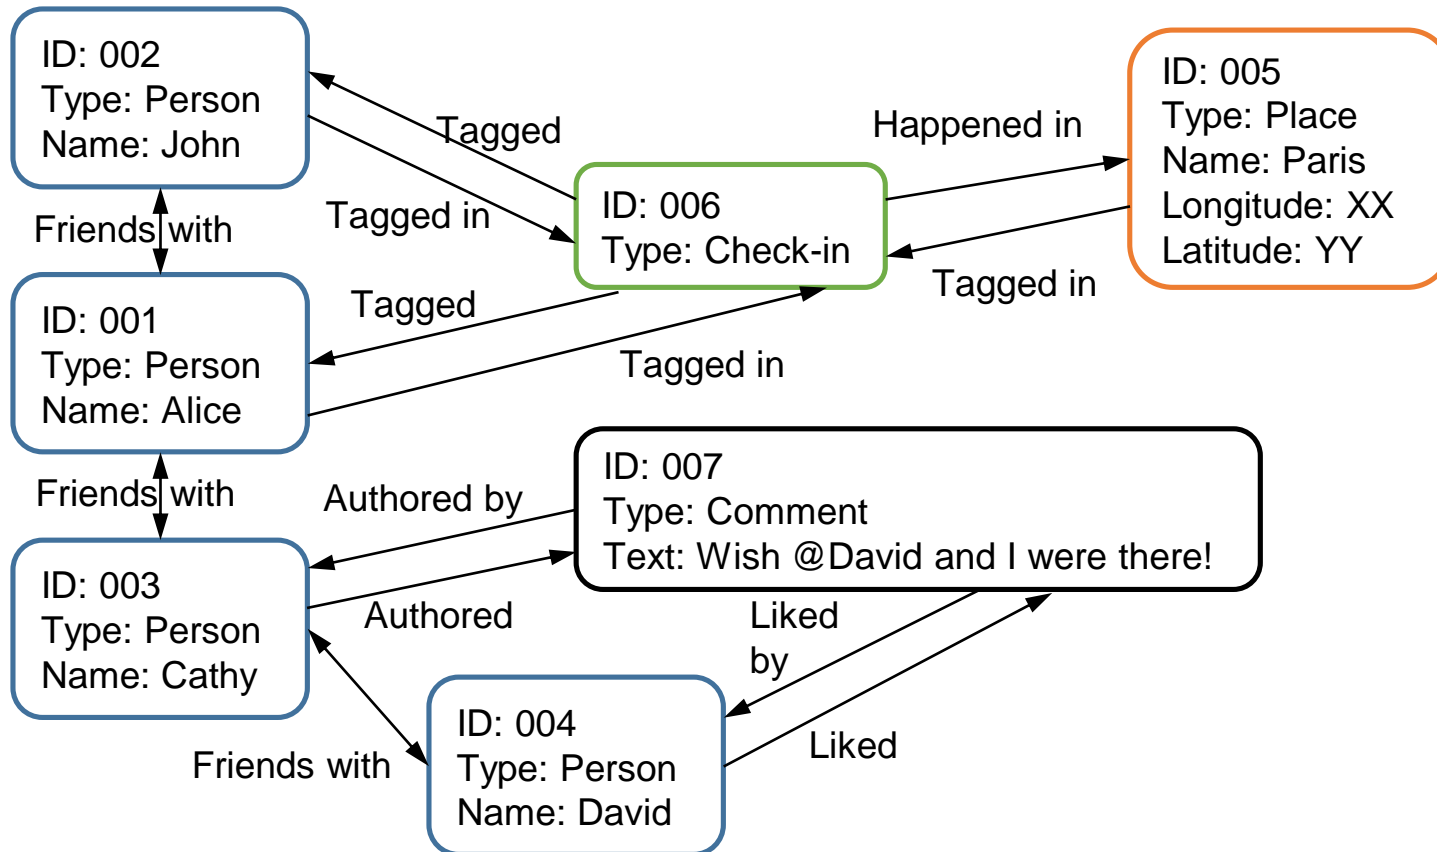 ID: 002
Type: Person
Name: John
Tagged
Happened in
ID: 005
Type: Place
Name: Paris
Longitude: XX
Latitude: YY
Tagged in
ID: 006
Type: Check-in
Friends with
Tagged in
Tagged
Tagged in
ID: 001
Type: Person
Name: Alice
Friends with
Authored by
ID: 007
Type: Comment
Text: Wish @David and I were there!
ID: 003
Type: Person
Name: Cathy
Authored
Liked
by
Liked
Friends with
ID: 004
Type: Person
Name: David